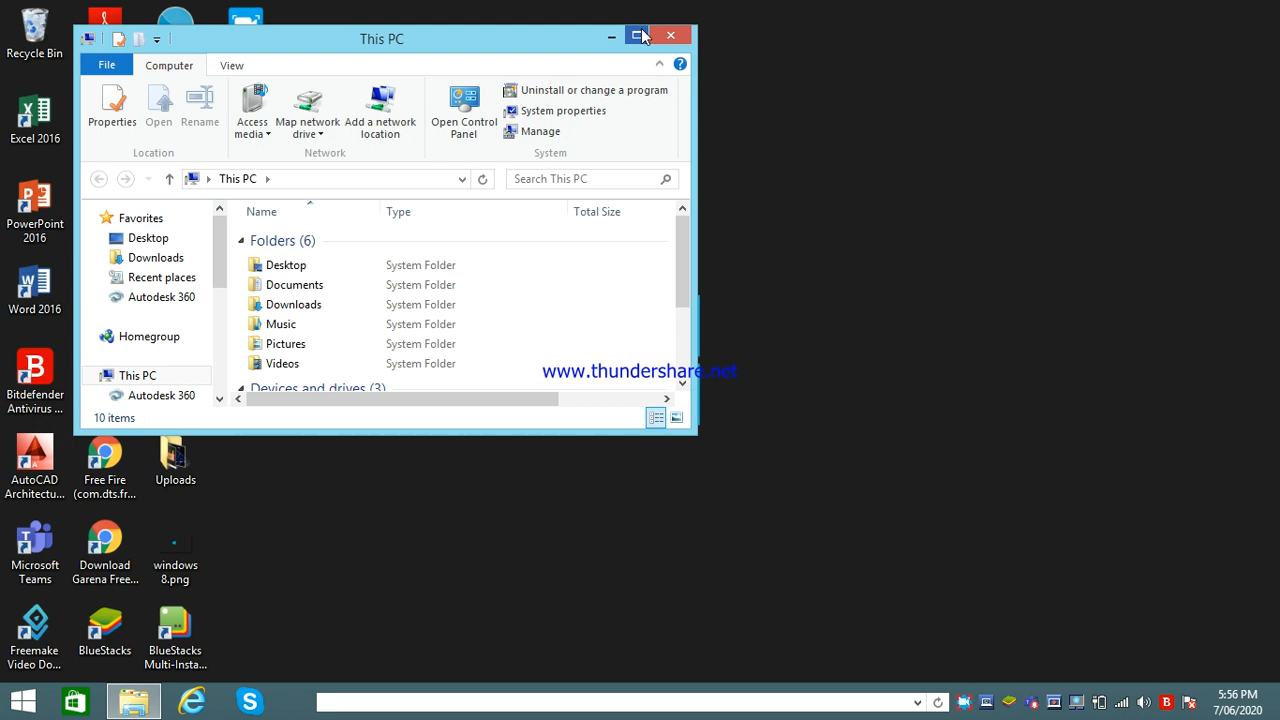 This PC
File
Computer
View
Properties
Open
Rename
Access
media
Map network
drive
Add a network
location
Open Control
Panel
Uninstall or change a program
System properties
Manage
Location
Network
System
This PC
Search This PC
Favorites
Desktop
Downloads
Recent places
Autodesk 360
Homegroup
This PC
Autodesk 360
Name
Type
Total Size
Folders (6)
Desktop
System Folder
Documents
System Folder
Downloads
System Folder
Music
System Folder
Pictures
System Folder
Videos
System Folder
Devices and drives (3)
10 items
www.thundershare.net
Recycle Bin
Excel 2016
PowerPoint
2016
Word 2016
Bitdefender
Antivirus ...
AutoCAD
Architectu...
Free Fire
(com.dts.fr...
Uploads
Microsoft
Teams
Download
Garena Free...
windows
8.png
Freemake
Video Do...
BlueStacks
BlueStacks
Multi-Insta...
5:56 PM
7/06/2020